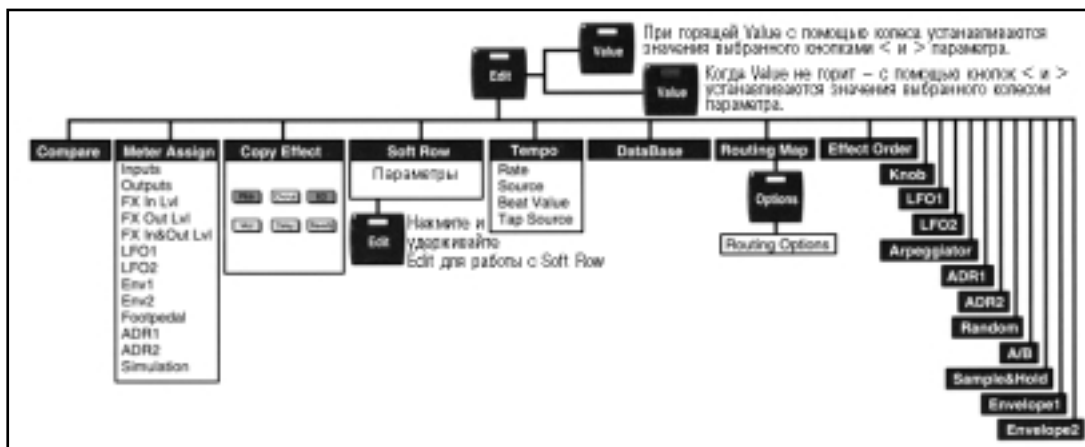 При горящей Value с помощью колеса устанавливаются
значения выбранного кнопками < и > параметра.
Value
Edit
Когда Value не горит – с помощью кнопок < и >
устанавливаются значения выбранного колесом
параметра.
Value
Compare
Meter Assign
Inputs
Outputs
FX In Lvl
FX Out Lvl
FX In&Out Lvl
LFO1
LFO2
Env1
Env2
Footpedal
ADR1
ADR2
Simulation
Copy Effect
Chorus
EQ
Delay
Reverb
Soft Row
Параметры
Edit
Нажмите и
удерживайте
Edit для работы с Soft Row
Tempo
Rate
Source
Beat Value
Tap Source
DataBase
Routing Map
Options
Routing Options
Effect Order
Knob
LFO1
LFO2
Arpeggiator
ADR1
ADR2
Random
A/B
Sample&Hold
Envelope1
Envelope2